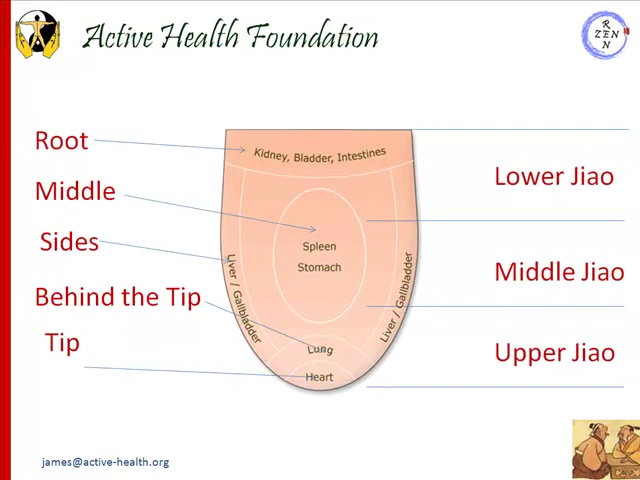 Active Health Foundation
R
ZEN
N
Root
Middle
Sides
Behind the Tip
Tip
Kidney, Bladder, Intestines
Spleen
Stomach
Liver / Gallbladder
Liver / Gallbladder
Lung
Heart
Lower Jiao
Middle Jiao
Upper Jiao
james@active-health.org